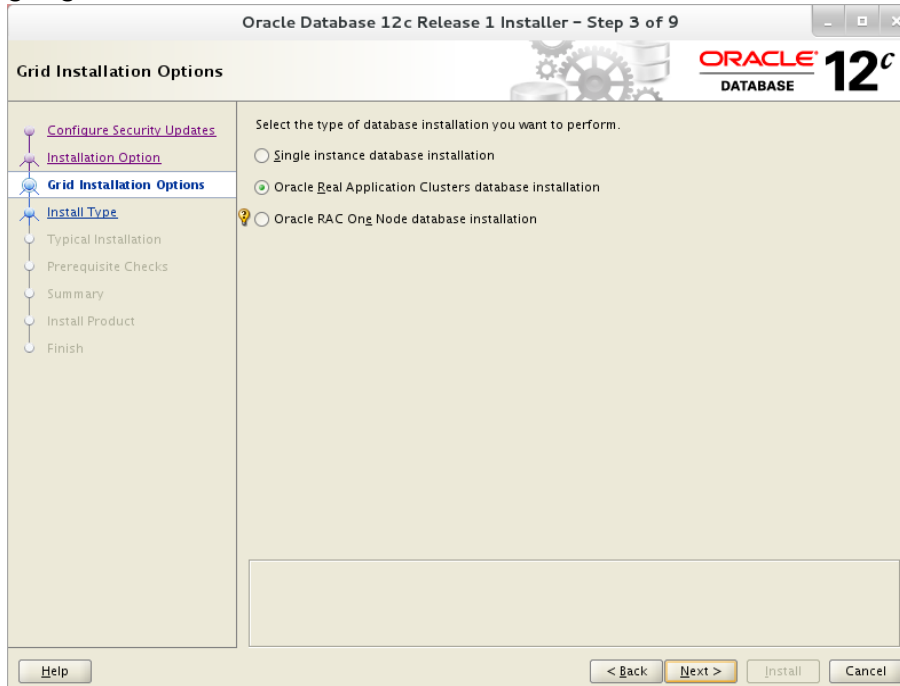 Oracle Database 12c Release 1 Installer – Step 3 of 9
Grid Installation Options
ORACLE
DATABASE
12c
Configure Security Updates
Installation Option
Grid Installation Options
Install Type
Typical Installation
Prerequisite Checks
Summary
Install Product
Finish
Select the type of database installation you want to perform.
Single instance database installation
Oracle Real Application Clusters database installation
Oracle RAC One Node database installation
Help
< Back
Next >
Install
Cancel